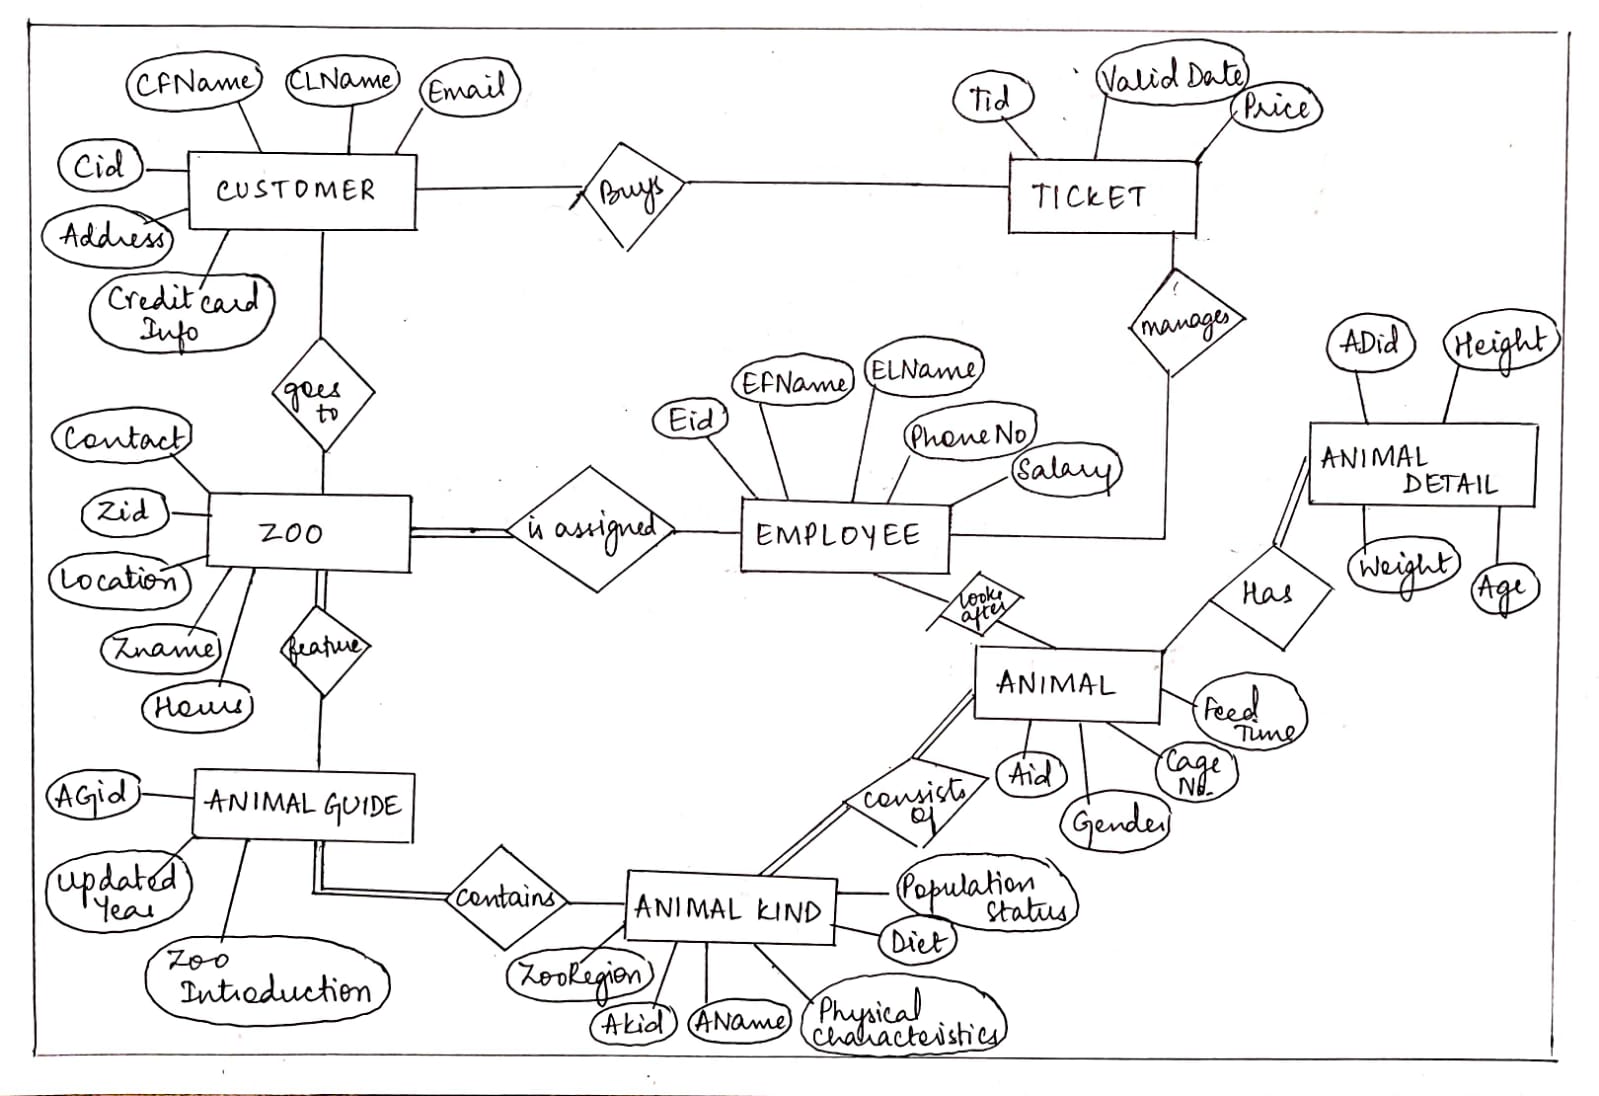 CFName
CLName
Email
Cid
CUSTOMER
Address
Credit card
Info
Buys
Tid
Valid Date
Price
TICKET
manages
goes
to
Contact
Zid
ZOO
Location
Zname
Hours
is assigned
Eid
EFName
ELName
PhoneNo
Salary
EMPLOYEE
ADid
Height
ANIMAL
DETAIL
Weight
Age
Has
looks
after
feature
ANIMAL
Feed
Time
Cage
No.
Aid
Gender
consists
of
AGid
ANIMAL GUIDE
updated
Year
Zoo
Introduction
contains
ANIMAL KIND
Population
Status
Diet
ZooRegion
Akid
AName
Physical
Characteristics